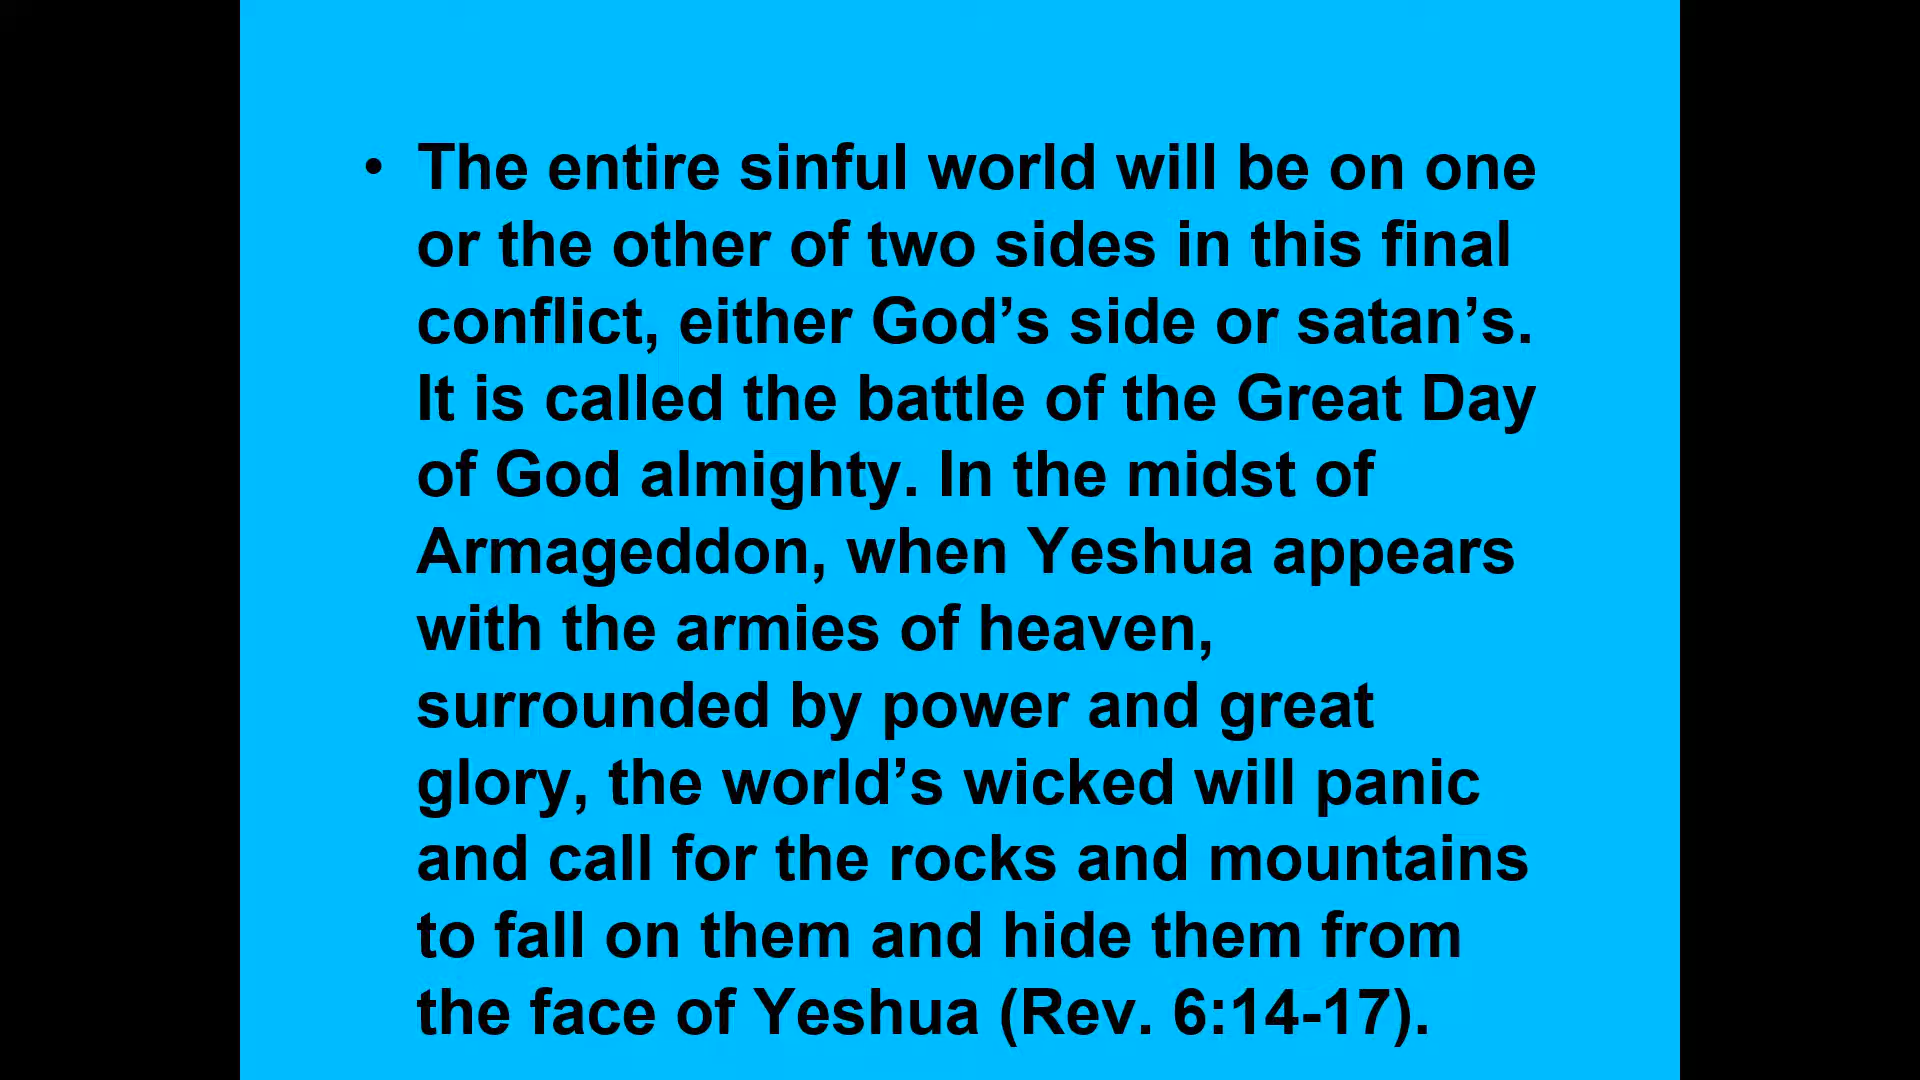 • The entire sinful world will be on one
or the other of two sides in this final
conflict, either God’s side or satan’s.
It is called the battle of the Great Day
of God almighty. In the midst of
Armageddon, when Yeshua appears
with the armies of heaven,
surrounded by power and great
glory, the world’s wicked will panic
and call for the rocks and mountains
to fall on them and hide them from
the face of Yeshua (Rev. 6:14-17).